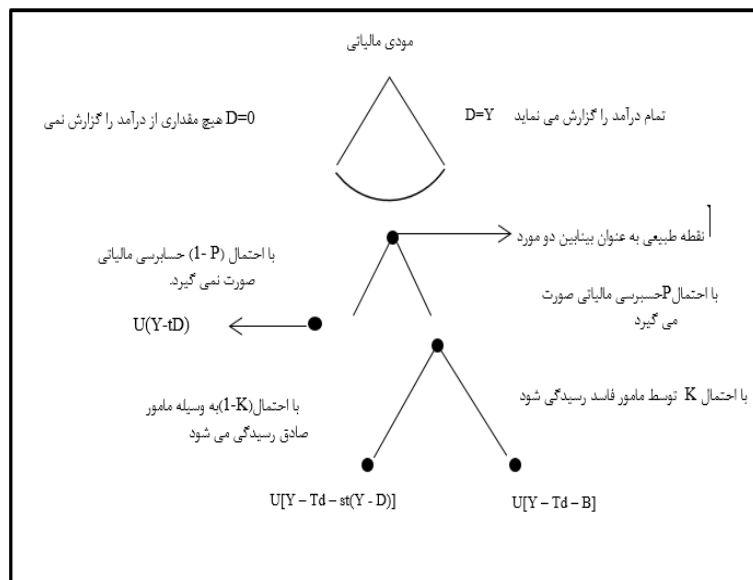 مودی مالیاتی
تمام درآمد را گزارش می نماید D=Y
D=0 هیچ مقداری از درآمد را گزارش نمی
نقطه طبیعی به عنوان بینابین دو مورد
با احتمال (1- P) حسابرسی مالیاتی
صورت نمی گیرد.
با احتمالPحسبرسی مالیاتی صورت
می گیرد
U(Y-tD)
با احتمال K توسط مامور فاسد رسیدگی شود
با احتمال(1-K)به وسیله مامور
صادق رسیدگی می شود
U[Y – Td – st(Y - D)]
U[Y – Td – B]